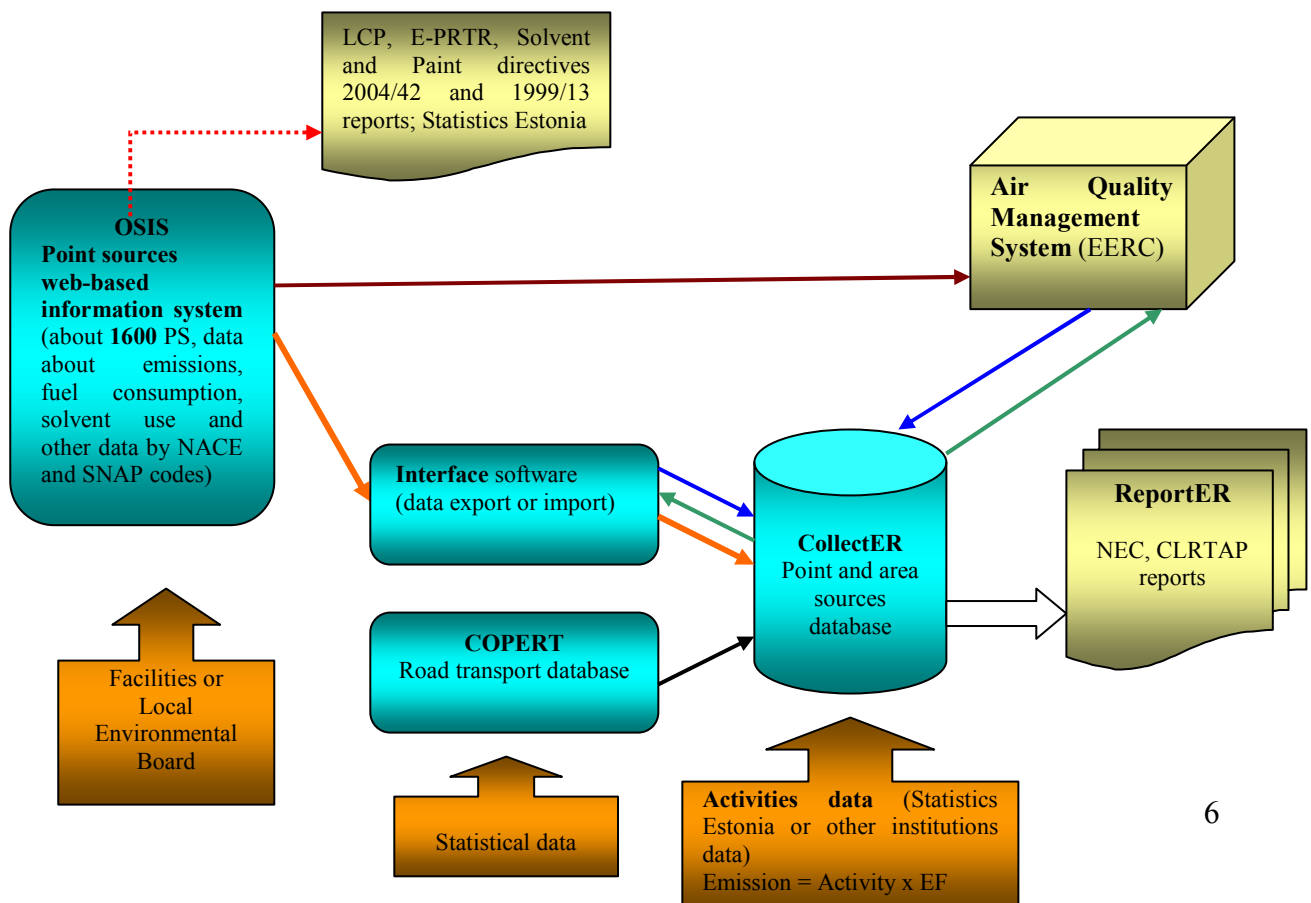 LCP, E-PRTR, Solvent
and Paint directives
2004/42 and 1999/13
reports; Statistics Estonia
Air Quality
Management
System (EERC)
OSIS
Point sources
web-based
information system
(about 1600 PS, data
about emissions,
fuel consumption,
solvent use and
other data by NACE
and SNAP codes)
Interface software
(data export or import)
CollectER
Point and area
sources
database
ReportER
NEC, CLRTAP
reports
COPERT
Road transport database
Facilities or
Local
Environmental
Board
Statistical data
Activities data (Statistics
Estonia or other institutions
data)
Emission = Activity x EF
6